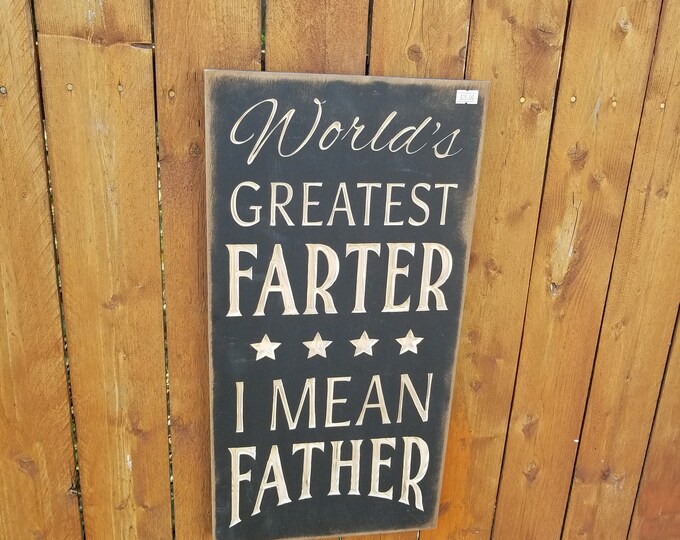 World's
GREATEST
FARTER
I MEAN
FATHER